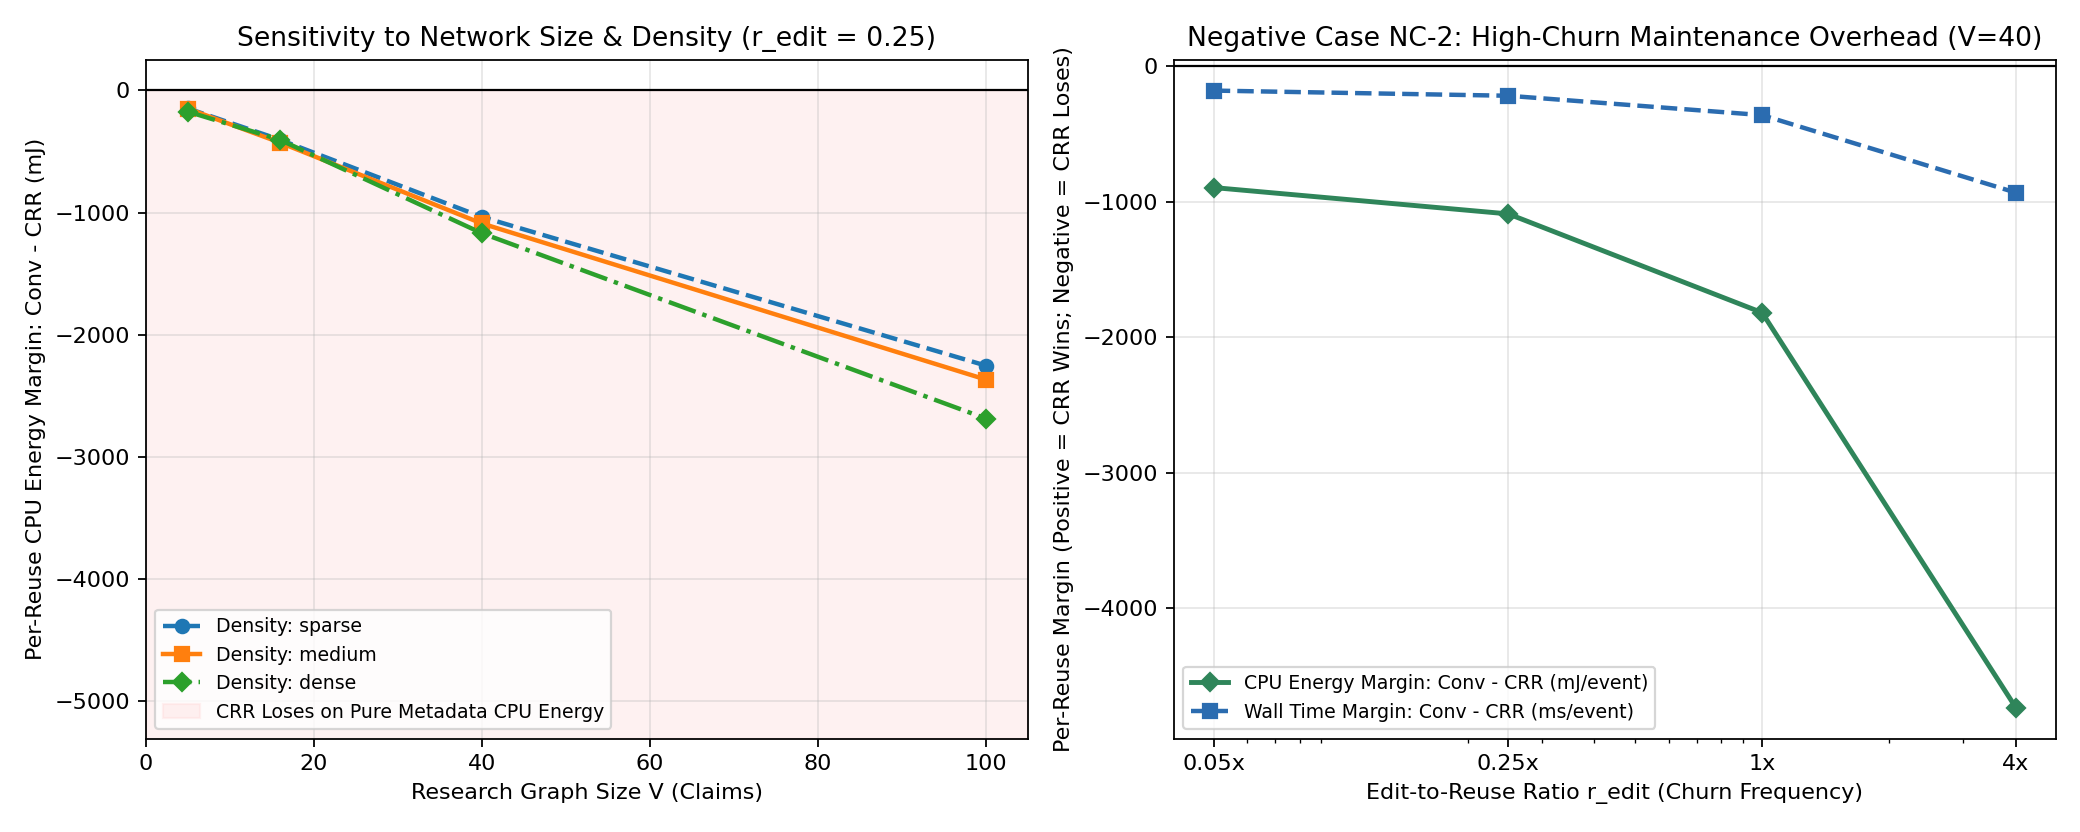 Sensitivity to Network Size & Density (r_edit = 0.25)
Per-Reuse CPU Energy Margin: Conv - CRR (mJ)
0
−1000
−2000
−3000
−4000
−5000
Density: sparse
Density: medium
Density: dense
CRR Loses on Pure Metadata CPU Energy
0 20 40 60 80 100
Research Graph Size V (Claims)
Negative Case NC-2: High-Churn Maintenance Overhead (V=40)
Per-Reuse Margin (Positive = CRR Wins; Negative = CRR Loses)
0
−1000
−2000
−3000
−4000
CPU Energy Margin: Conv - CRR (mJ/event)
Wall Time Margin: Conv - CRR (ms/event)
0.05x 0.25x 1x 4x
Edit-to-Reuse Ratio r_edit (Churn Frequency)